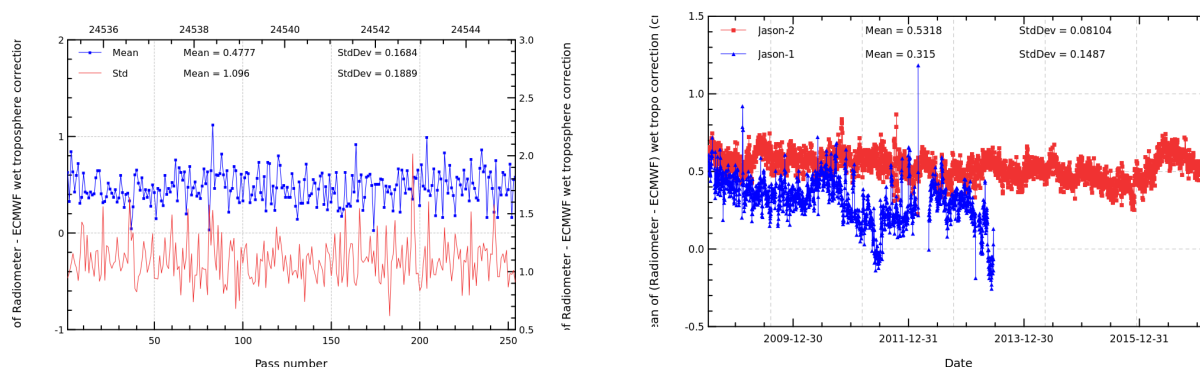 24536 24538 24540 24542 24544
2 3.0
Mean Mean = 0.4777 StdDev = 0.1684
Std Mean = 1.096 StdDev = 0.1889
2.5
1 2.0
0 1.5
1.0
-1 0.5
50 100 150 200 250
Pass number
of Radiometer - ECMWF wet troposphere correction
of Radiometer - ECMWF wet troposphere correction
1.5
Jason-2 Mean = 0.5318 StdDev = 0.08104
Jason-1 Mean = 0.315 StdDev = 0.1487
1.0
0.5
0.0
-0.5
2009-12-30 2011-12-31 2013-12-30 2015-12-31
Date
of (Radiometer - ECMWF) wet tropo correction